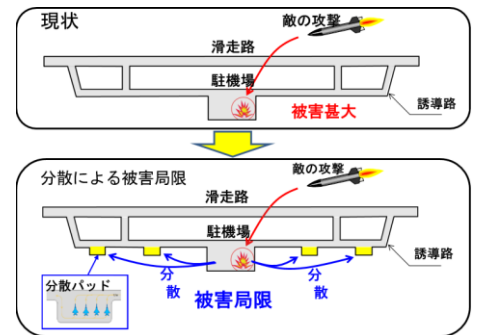 現状
敵の攻撃
滑走路
駐機場
誘導路
被害甚大
分散による被害局限
敵の攻撃
滑走路
駐機場
誘導路
分散パッド
分散
分散
被害局限